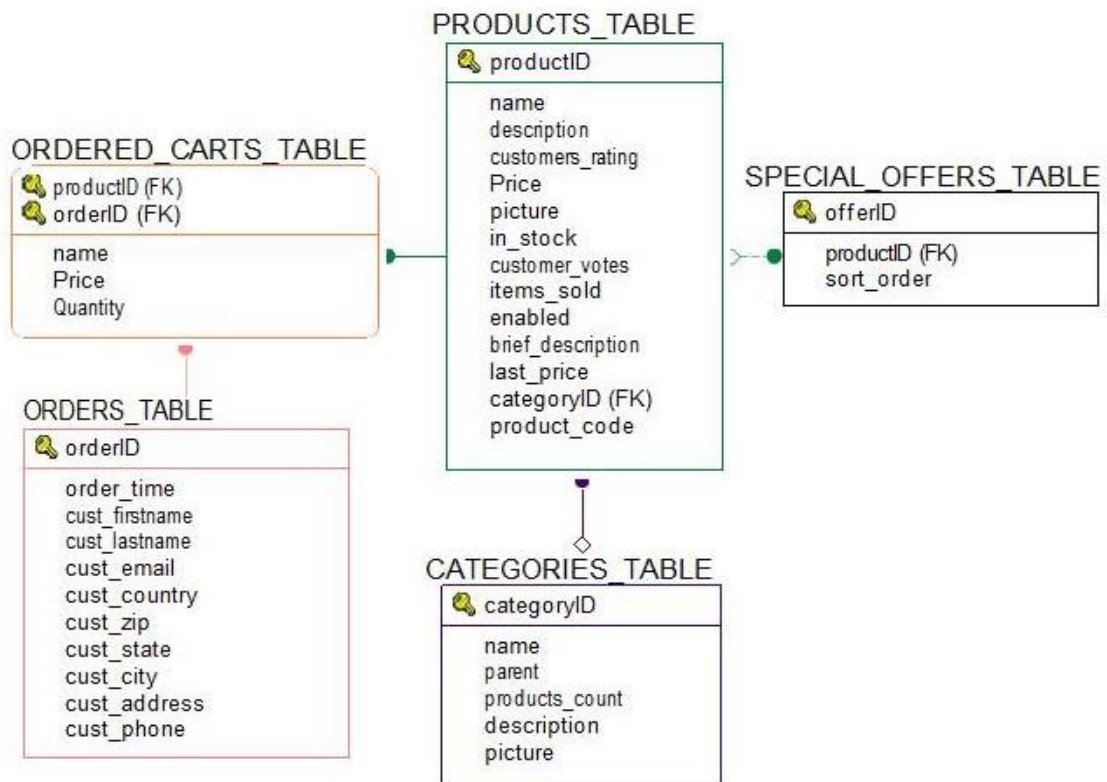 PRODUCTS_TABLE
productID
name
description
customers_rating
Price
picture
in_stock
customer_votes
items_sold
enabled
brief_description
last_price
categoryID (FK)
product_code
ORDERED_CARTS_TABLE
productID (FK)
orderID (FK)
name
Price
Quantity
SPECIAL_OFFERS_TABLE
offerID
productID (FK)
sort_order
ORDERS_TABLE
orderID
order_time
cust_firstname
cust_lastname
cust_email
cust_country
cust_zip
cust_state
cust_city
cust_address
cust_phone
CATEGORIES_TABLE
categoryID
name
parent
products_count
description
picture